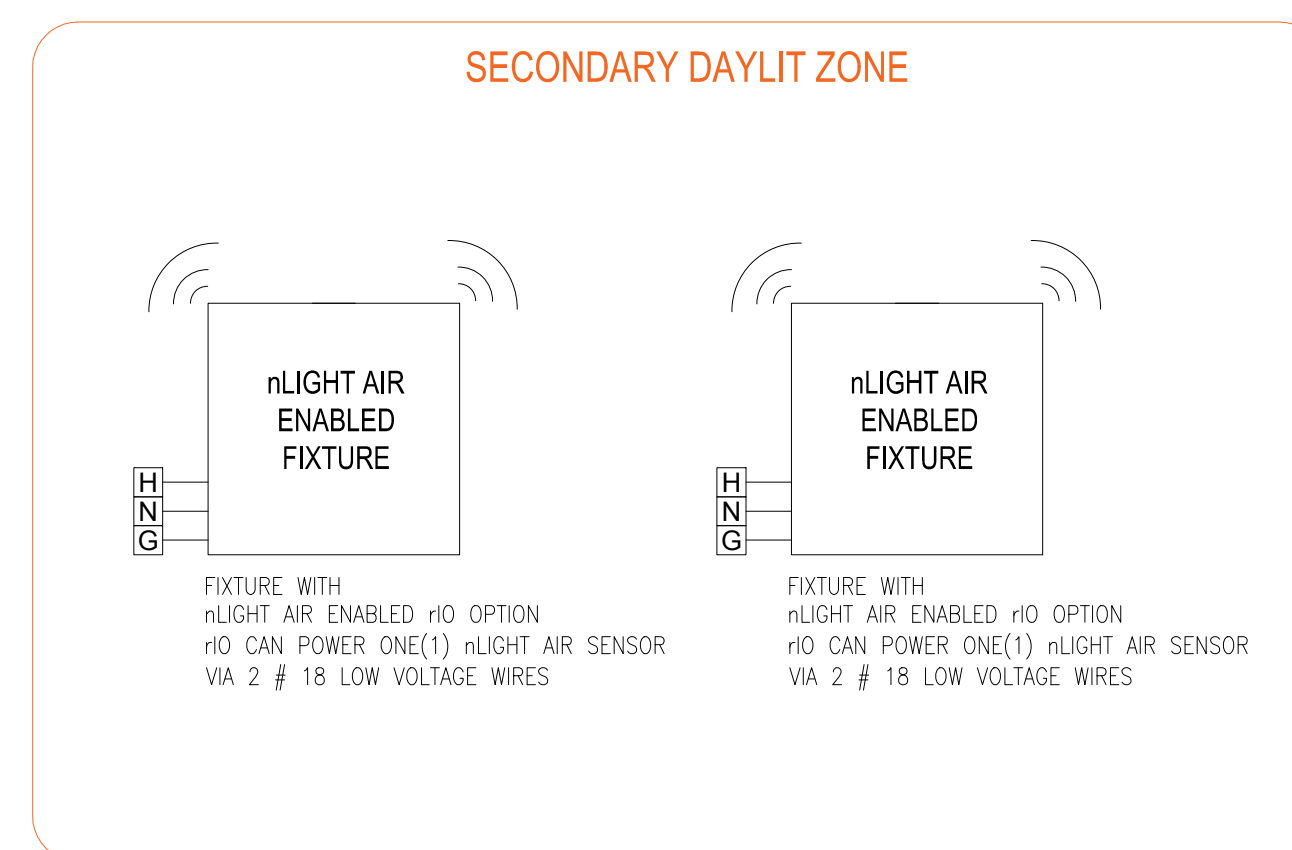 SECONDARY DAYLIT ZONE
nLIGHT AIR
ENABLED
FIXTURE
H
N
G
FIXTURE WITH
nLIGHT AIR ENABLED rIO OPTION
rIO CAN POWER ONE(1) nLIGHT AIR SENSOR
VIA 2 # 18 LOW VOLTAGE WIRES
nLIGHT AIR
ENABLED
FIXTURE
H
N
G
FIXTURE WITH
nLIGHT AIR ENABLED rIO OPTION
rIO CAN POWER ONE(1) nLIGHT AIR SENSOR
VIA 2 # 18 LOW VOLTAGE WIRES